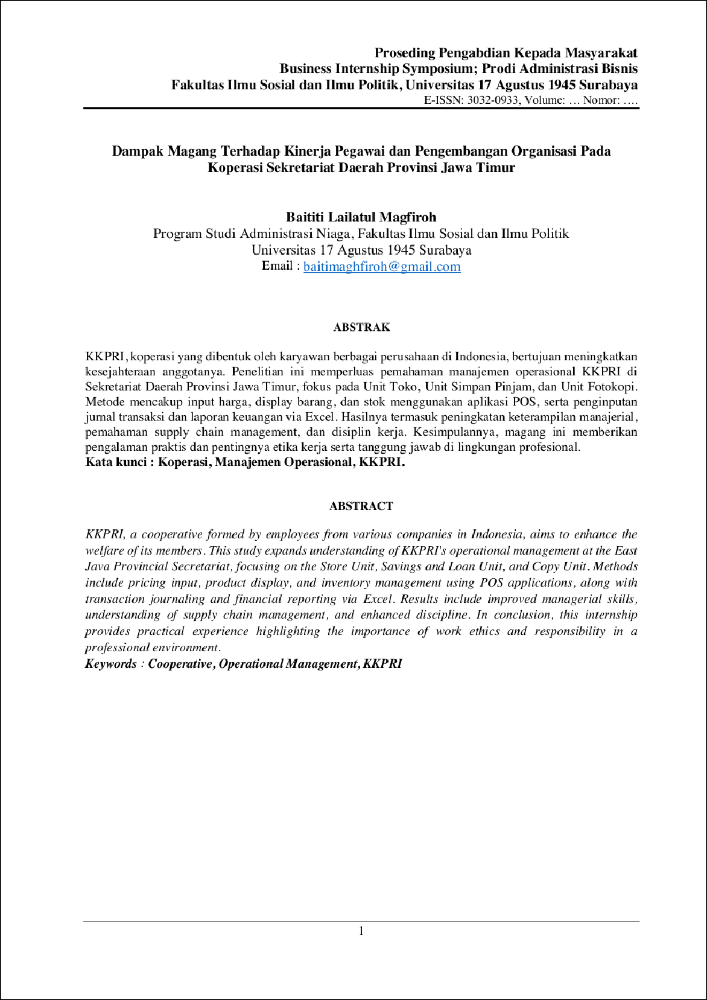 Proseding Pengabdian Kepada Masyarakat
Business Internship Symposium; Prodi Administrasi Bisnis
Fakultas Ilmu Sosial dan Ilmu Politik, Universitas 17 Agustus 1945 Surabaya
E-ISSN: 3032-0933, Volume: … Nomor: ….
Dampak Magang Terhadap Kinerja Pegawai dan Pengembangan Organisasi Pada
Koperasi Sekretariat Daerah Provinsi Jawa Timur
Baititi Lailatul Magfiroh
Program Studi Administrasi Niaga, Fakultas Ilmu Sosial dan Ilmu Politik
Universitas 17 Agustus 1945 Surabaya
Email : baitimaghfiroh@gmail.com
ABSTRAK
KKPRI, koperasi yang dibentuk oleh karyawan berbagai perusahaan di Indonesia, bertujuan meningkatkan
kesejahteraan anggotanya. Penelitian ini memperluas pemahaman manajemen operasional KKPRI di
Sekretariat Daerah Provinsi Jawa Timur, fokus pada Unit Toko, Unit Simpan Pinjam, dan Unit Fotokopi.
Metode mencakup input harga, display barang, dan stok menggunakan aplikasi POS, serta penginputan
jurnal transaksi dan laporan keuangan via Excel. Hasilnya termasuk peningkatan keterampilan manajerial,
pemahaman supply chain management, dan disiplin kerja. Kesimpulannya, magang ini memberikan
pengalaman praktis dan pentingnya etika kerja serta tanggung jawab di lingkungan profesional.
Kata kunci : Koperasi, Manajemen Operasional, KKPRI.
ABSTRACT
KKPRI, a cooperative formed by employees from various companies in Indonesia, aims to enhance the
welfare of its members. This study expands understanding of KKPRI's operational management at the East
Java Provincial Secretariat, focusing on the Store Unit, Savings and Loan Unit, and Copy Unit. Methods
include pricing input, product display, and inventory management using POS applications, along with
transaction journaling and financial reporting via Excel. Results include improved managerial skills,
understanding of supply chain management, and enhanced discipline. In conclusion, this internship
provides practical experience highlighting the importance of work ethics and responsibility in a
professional environment.
Keywords : Cooperative, Operational Management, KKPRI
1